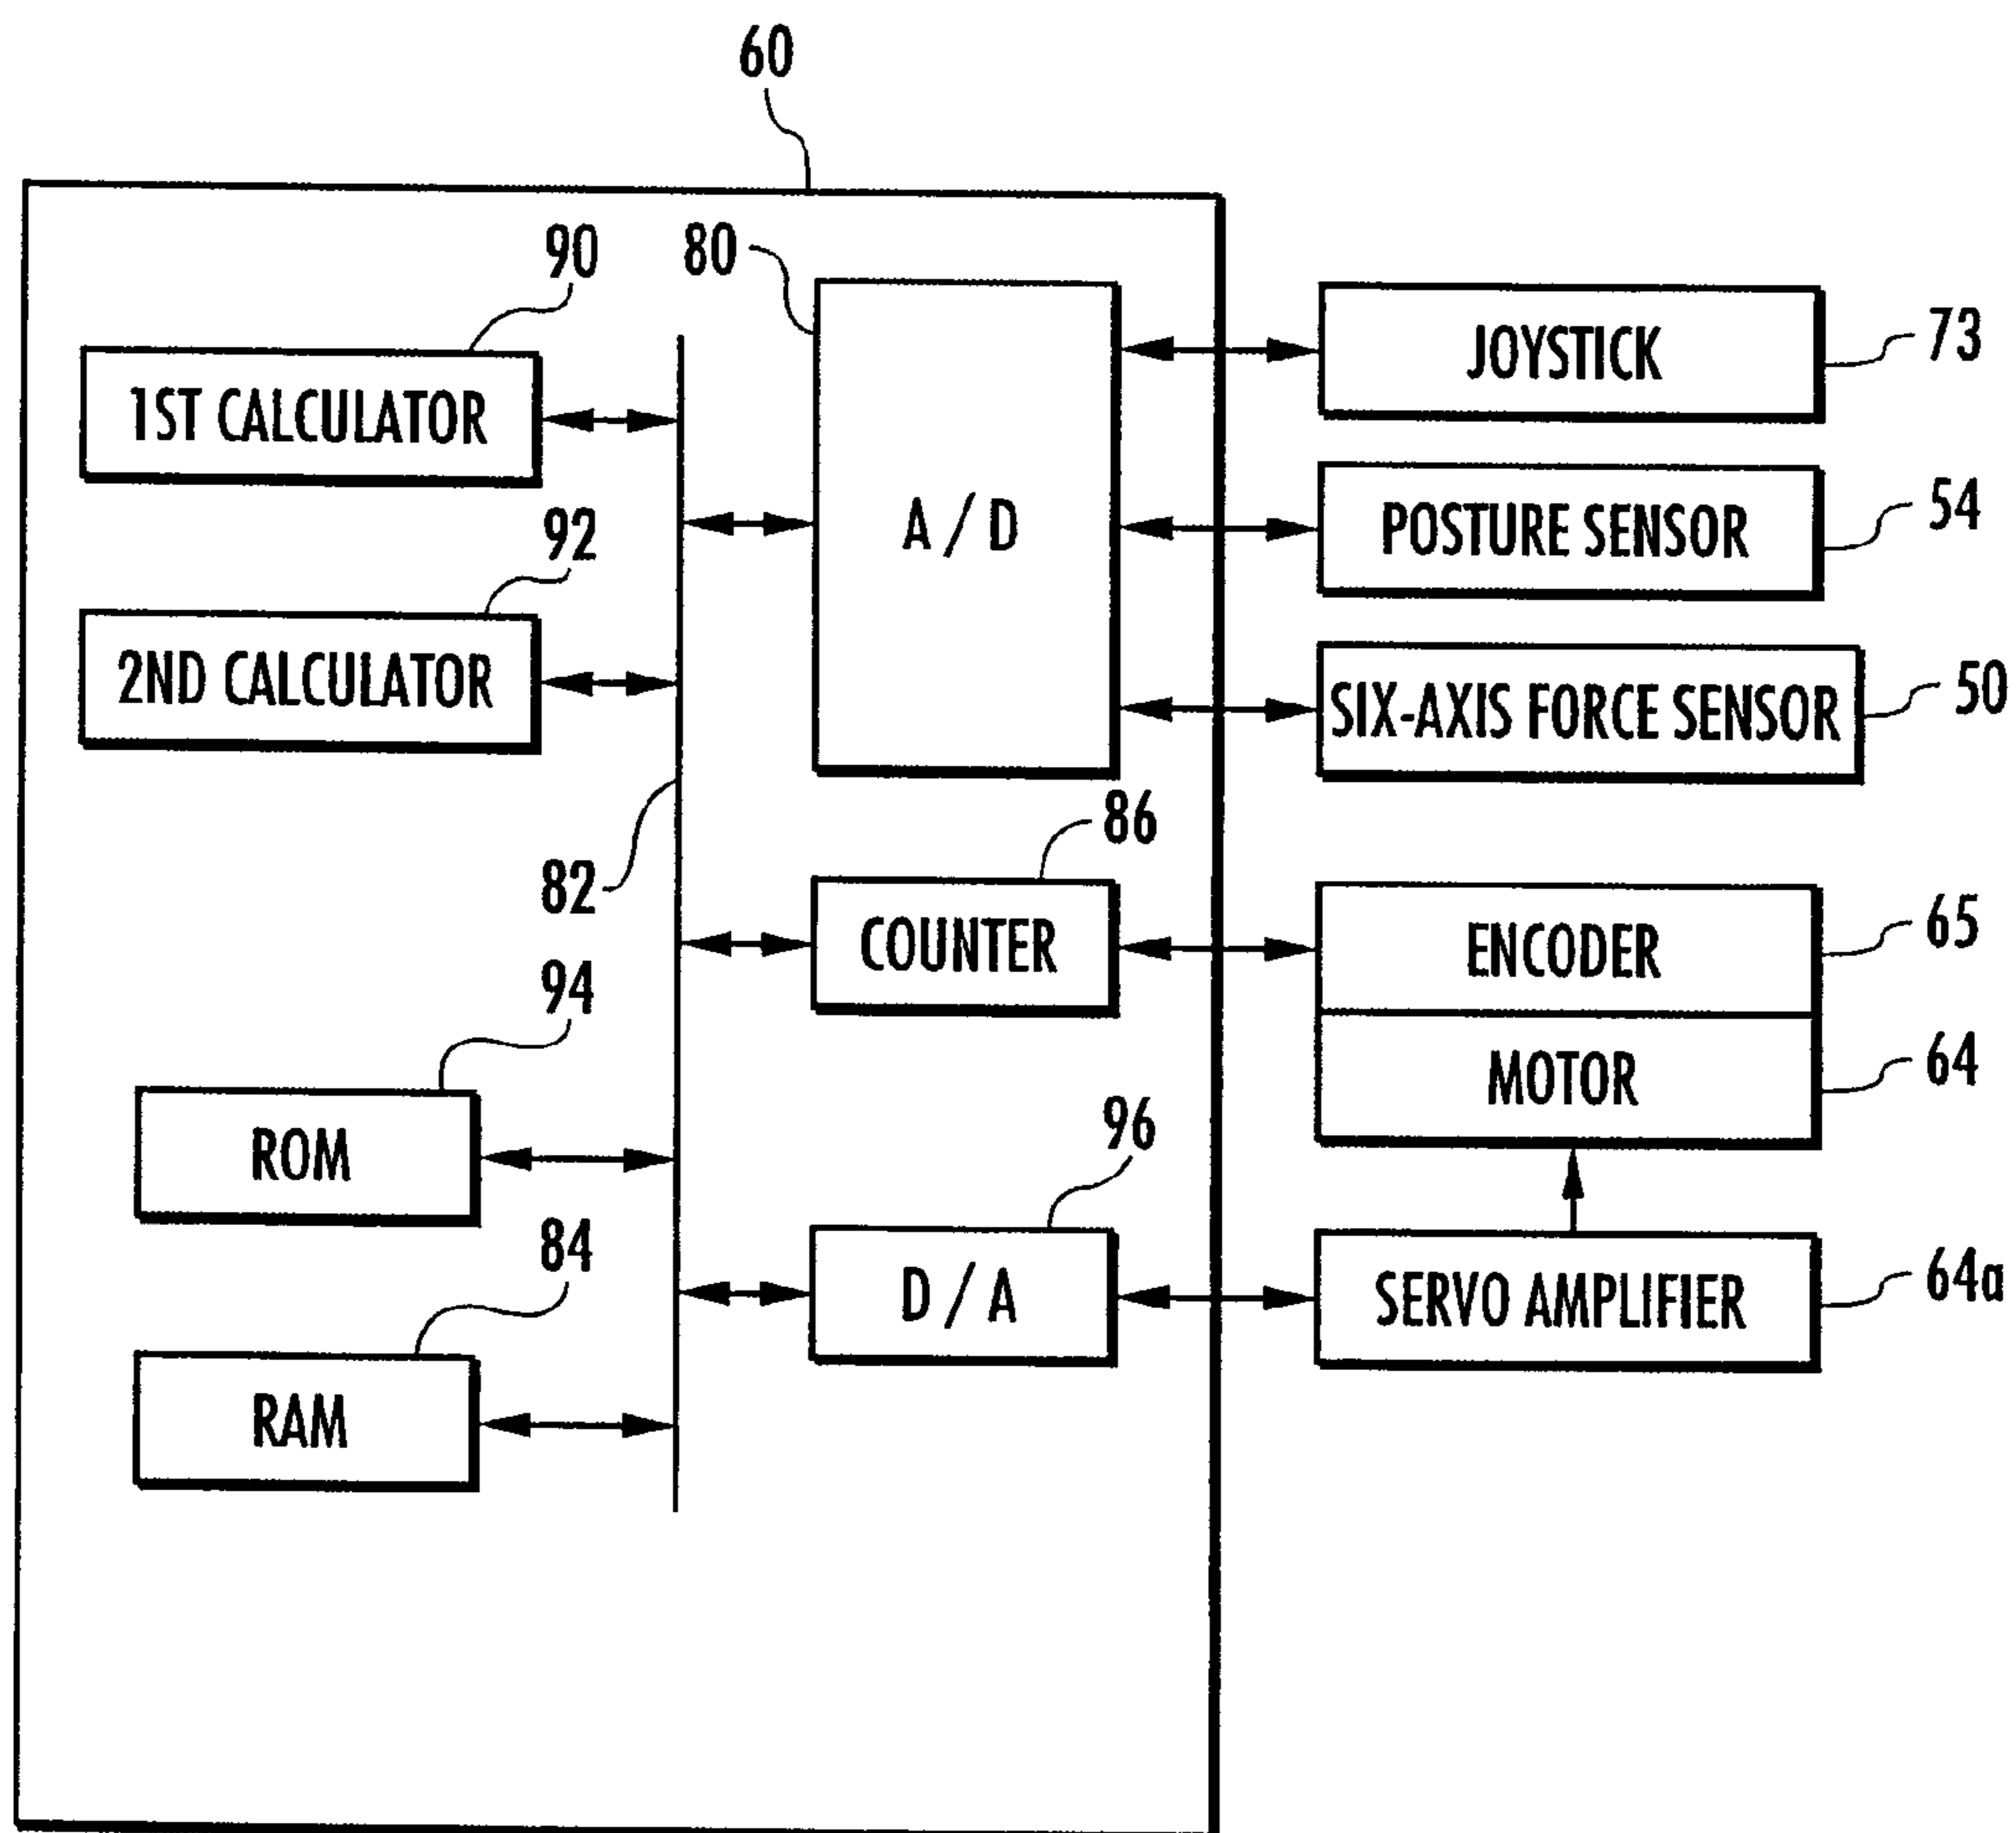 60
90
80
1ST CALCULATOR
A/D
JOYSTICK
73
92
POSTURE SENSOR
54
2ND CALCULATOR
SIX-AXIS FORCE SENSOR
50
82
86
COUNTER
ENCODER
65
94
MOTOR
64
ROM
96
84
D/A
SERVO AMPLIFIER
64a
RAM